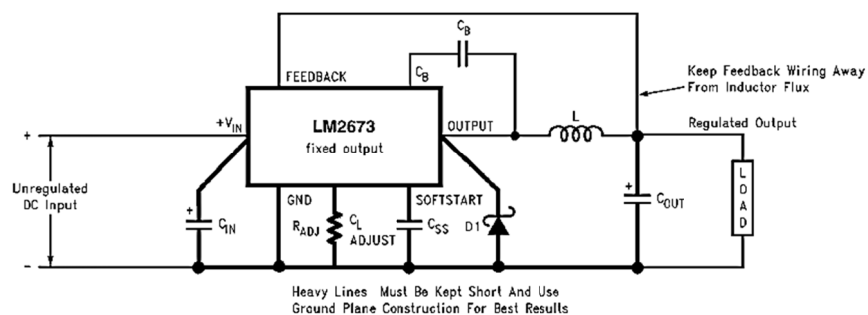 C_B
FEEDBACK
C_B
Keep Feedback Wiring Away
From Inductor Flux
+V_IN
LM2673
OUTPUT
L
Regulated Output
+
fixed output
Unregulated
DC Input
GND
SOFTSTART
+
C_IN
R_ADJ
C_L
ADJUST
C_SS
D1
+
C_OUT
LOAD
-
Heavy Lines Must Be Kept Short And Use
Ground Plane Construction For Best Results